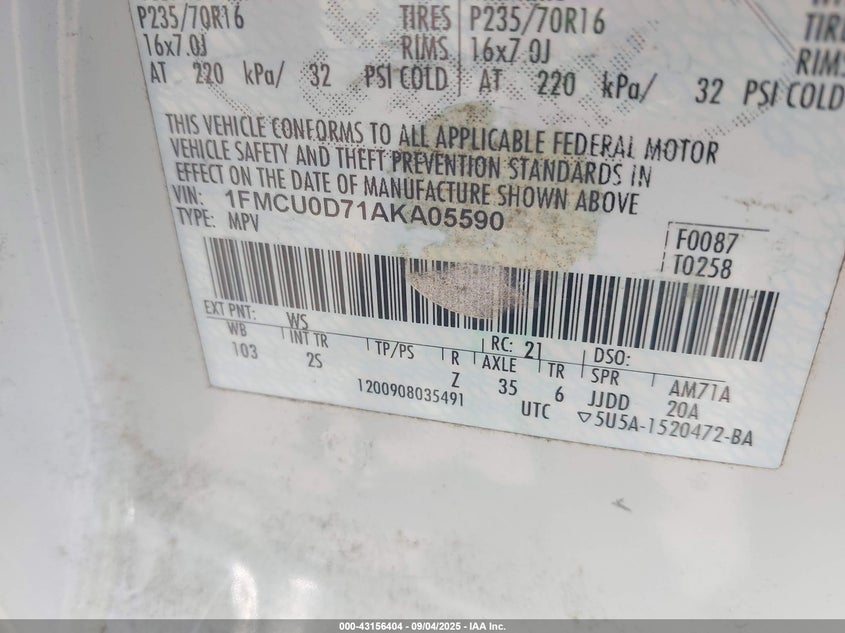 P235/70R16 TIRES P235/70R16 TIRES
16x7.0J RIMS 16x7.0J RIMS
AT 220 kPa/ 32 PSI COLD AT 220 kPa/ 32 PSI COLD
THIS VEHICLE CONFORMS TO ALL APPLICABLE FEDERAL MOTOR
VEHICLE SAFETY AND THEFT PREVENTION STANDARDS IN
EFFECT ON THE DATE OF MANUFACTURE SHOWN ABOVE
VIN: 1FMCU0D71AKA05590
TYPE: MPV
F0087
T0258
EXT PNT: WS RC: 21 DSO:
WB INT TR TP/PS R AXLE TR SPR AM71A
103 2S Z 35 6 JJDD 20A
1200908035491 UTC ▽5U5A-1520472-BA
000-43156404 | 09/04/2025 - IAA Inc.